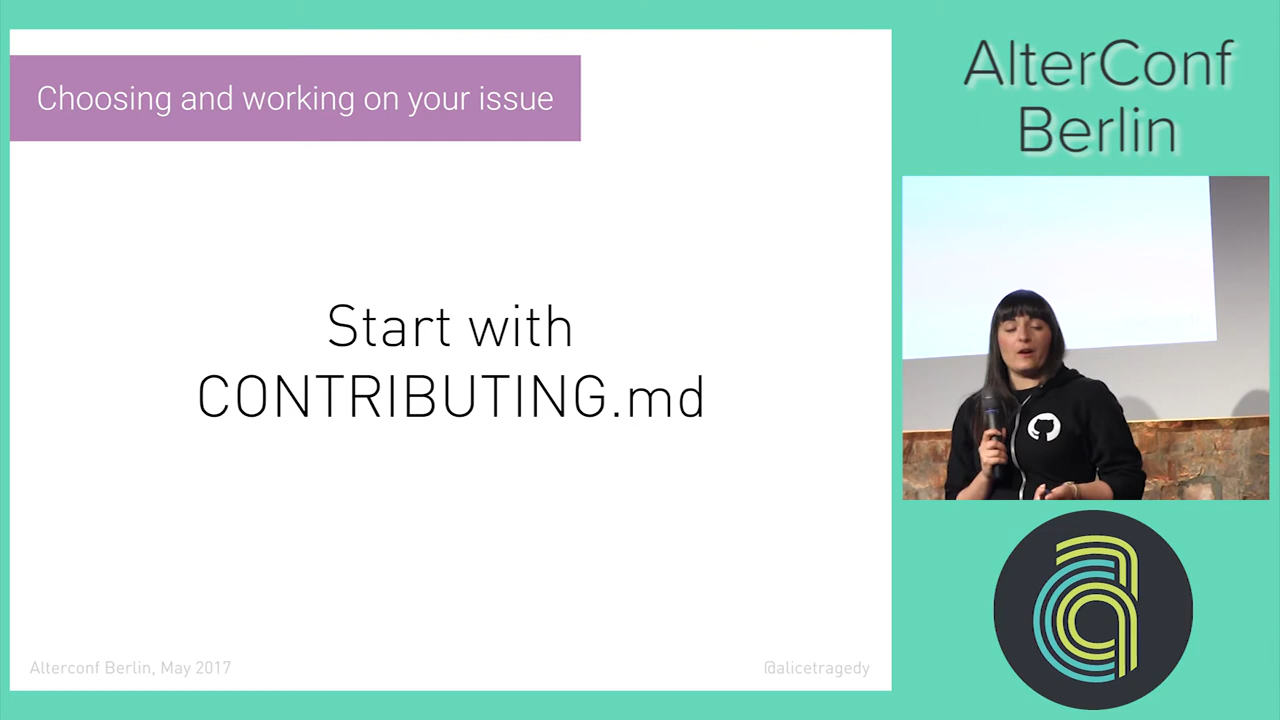 Choosing and working on your issue
Start with
CONTRIBUTING.md
Alterconf Berlin, May 2017
@alicetragedy
AlterConf
Berlin